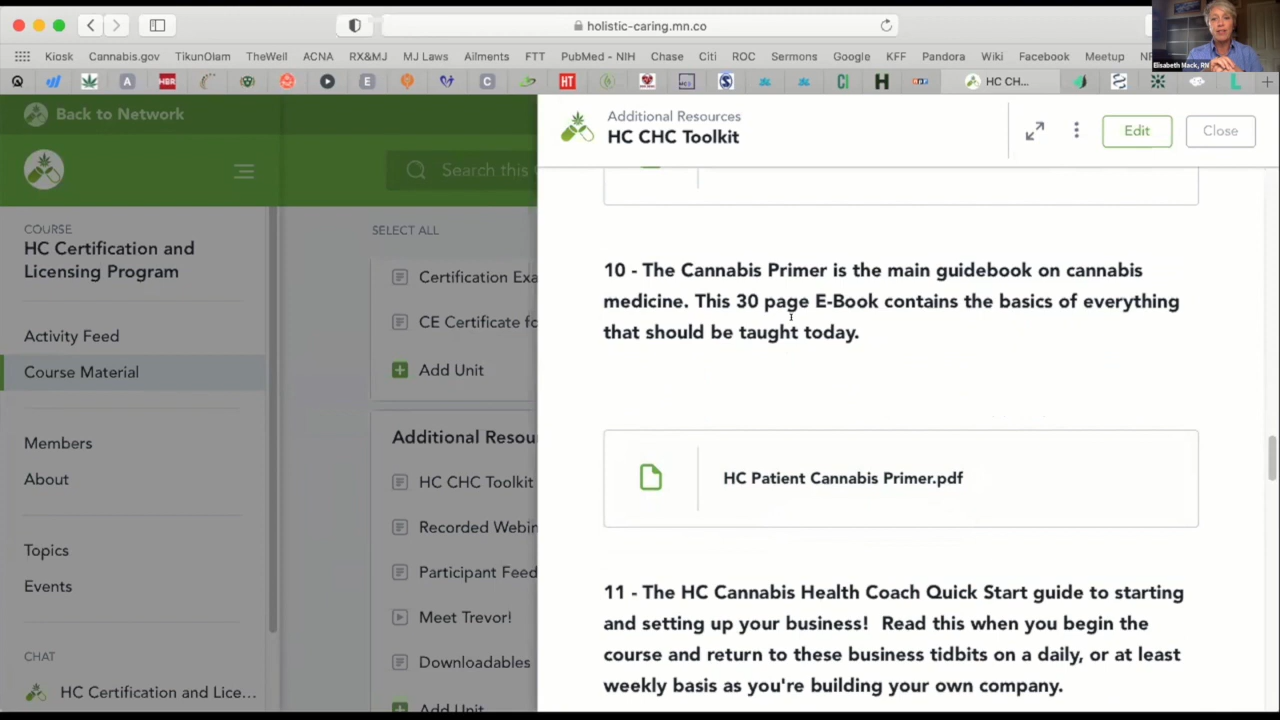 holistic-caring.mn.co
Kiosk Cannabis.gov TikunOlam TheWell ACNA RX&MJ MJ Laws iTunes FTT PubMed - NIH Chase Citi ROC Sermons Google KFF Pandora Wiki Facebook Meetup
Elisabeth Mack, RN
HC CH...
Back to Network
Search this
COURSE
HC Certification and
Licensing Program
Activity Feed
Course Material
Members
About
Topics
Events
CHAT
HC Certification and Lice...
SELECT ALL
Certification Exa
CE Certificate fo
Add Unit
Additional Resou
HC CHC Toolkit
Recorded Webin
Participant Feed
Meet Trevor!
Downloadables
Add Unit
Additional Resources
HC CHC Toolkit
Edit
Close
10 - The Cannabis Primer is the main guidebook on cannabis
medicine. This 30 page E-Book contains the basics of everything
that should be taught today.
HC Patient Cannabis Primer.pdf
11 - The HC Cannabis Health Coach Quick Start guide to starting
and setting up your business!  Read this when you begin the
course and return to these business tidbits on a daily, or at least
weekly basis as you're building your own company.